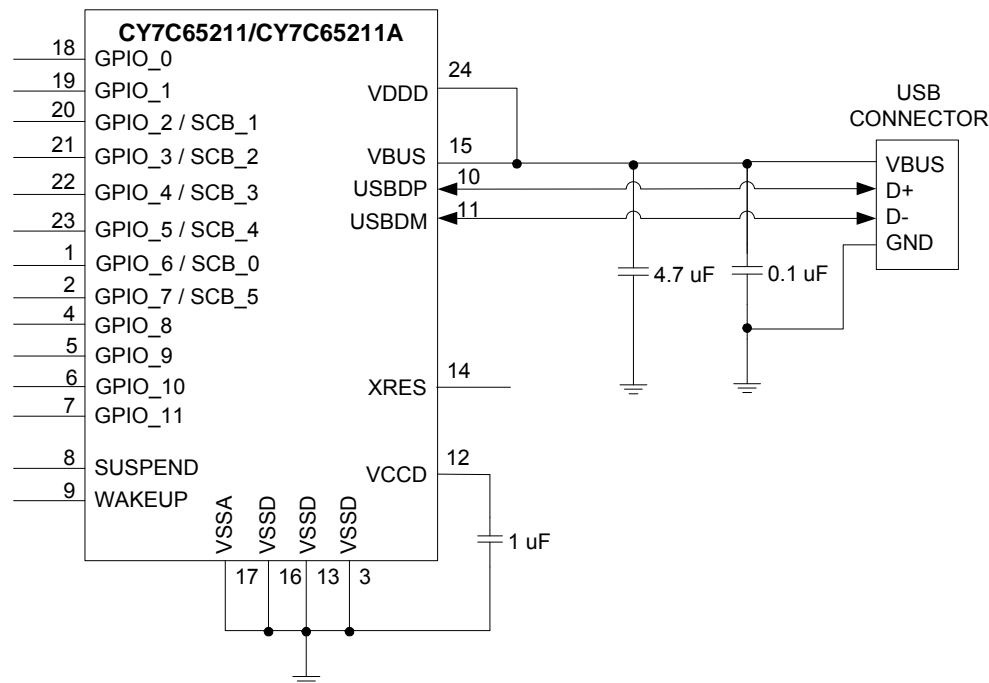 CY7C65211/CY7C65211A
18 GPIO_0
19 GPIO_1
20 GPIO_2 / SCB_1
21 GPIO_3 / SCB_2
22 GPIO_4 / SCB_3
23 GPIO_5 / SCB_4
1 GPIO_6 / SCB_0
2 GPIO_7 / SCB_5
4 GPIO_8
5 GPIO_9
6 GPIO_10
7 GPIO_11
8 SUSPEND
9 WAKEUP
VDDD 24
VBUS 15
USBDP 10
USBDM 11
XRES 14
VCCD 12
VSSA
VSSD
VSSD
VSSD
17 16 13 3
4.7 uF
0.1 uF
1 uF
USB
CONNECTOR
VBUS
D+
D-
GND